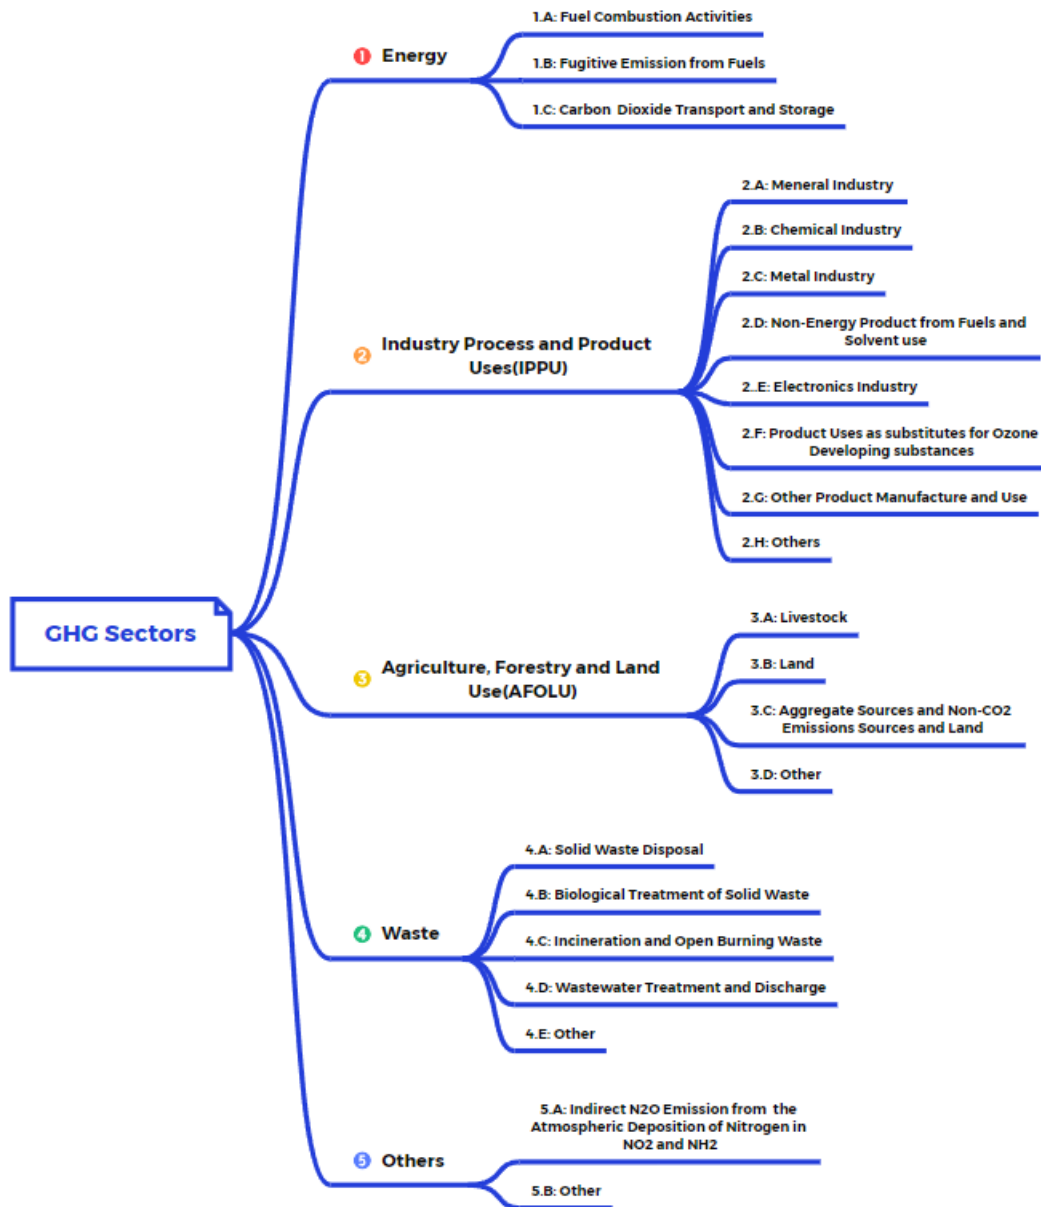 1.A: Fuel Combustion Activities
1 Energy
1.B: Fugitive Emission from Fuels
1.C: Carbon Dioxide Transport and Storage
2.A: Meneral Industry
2.B: Chemical Industry
2.C: Metal Industry
2.D: Non-Energy Product from Fuels and
Solvent use
2 Industry Process and Product
Uses(IPPU)
2..E: Electronics Industry
2.F: Product Uses as substitutes for Ozone
Developing substances
2.G: Other Product Manufacture and Use
2.H: Others
GHG Sectors
3.A: Livestock
3 Agriculture, Forestry and Land
Use(AFOLU)
3.B: Land
3.C: Aggregate Sources and Non-CO2
Emissions Sources and Land
3.D: Other
4.A: Solid Waste Disposal
4.B: Biological Treatment of Solid Waste
4 Waste
4.C: Incineration and Open Burning Waste
4.D: Wastewater Treatment and Discharge
4.E: Other
5.A: Indirect N2O Emission from the
Atmospheric Deposition of Nitrogen in
NO2 and NH2
5 Others
5.B: Other